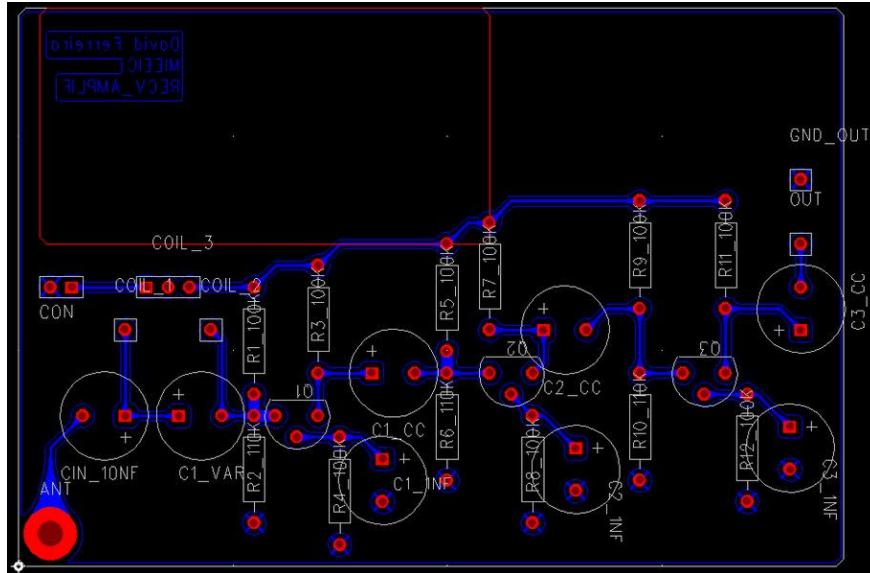 David Ferreira
MIEEIC
RECV_AMPLIF
GND_OUT
OUT
COIL_3
COIL_1
COIL_2
CON
R1_100K
R3_100K
R5_100K
R7_100K
R9_100K
R11_100K
C3_CC
Q1
Q2
Q3
C1_CC
C2_CC
CIN_10NF
C1_VAR
R2_110K
R4_100K
C1_1NF
R6_110K
R8_100K
C2_1NF
R10_110K
R12_100K
C3_1NF
ANT